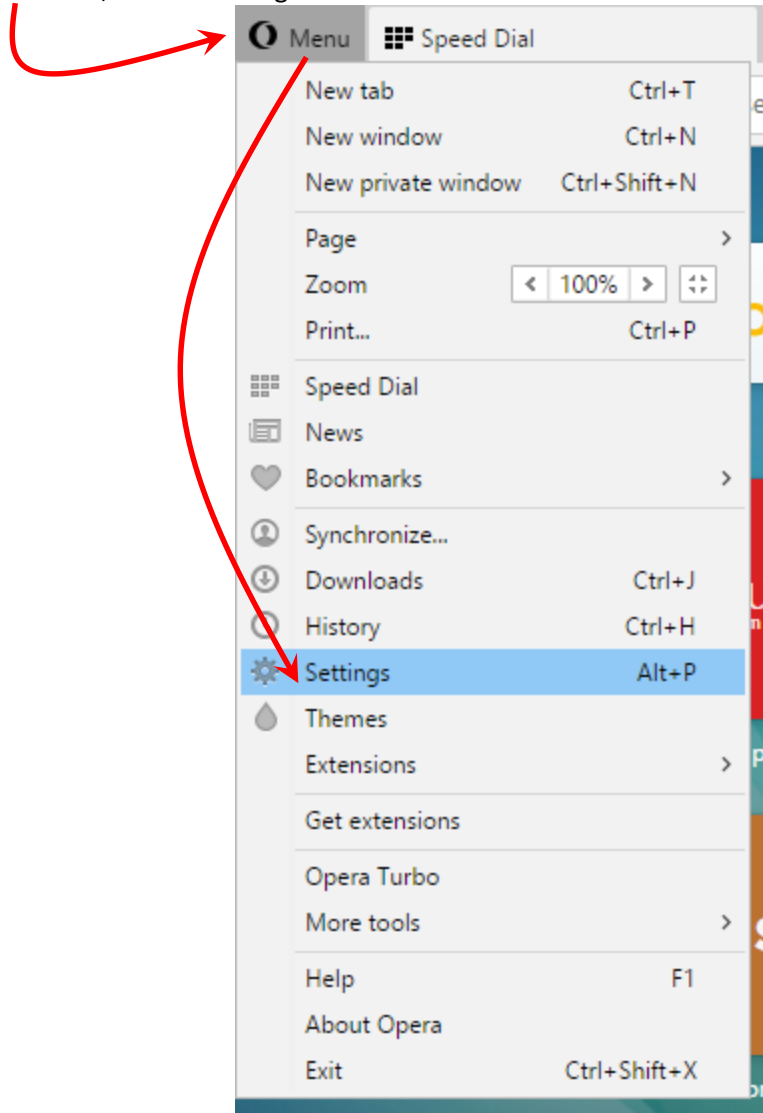 Menu Speed Dial
New tab Ctrl+T
New window Ctrl+N
New private window Ctrl+Shift+N
Page
Zoom 100%
Print... Ctrl+P
Speed Dial
News
Bookmarks
Synchronize...
Downloads Ctrl+J
History Ctrl+H
Settings Alt+P
Themes
Extensions
Get extensions
Opera Turbo
More tools
Help F1
About Opera
Exit Ctrl+Shift+X